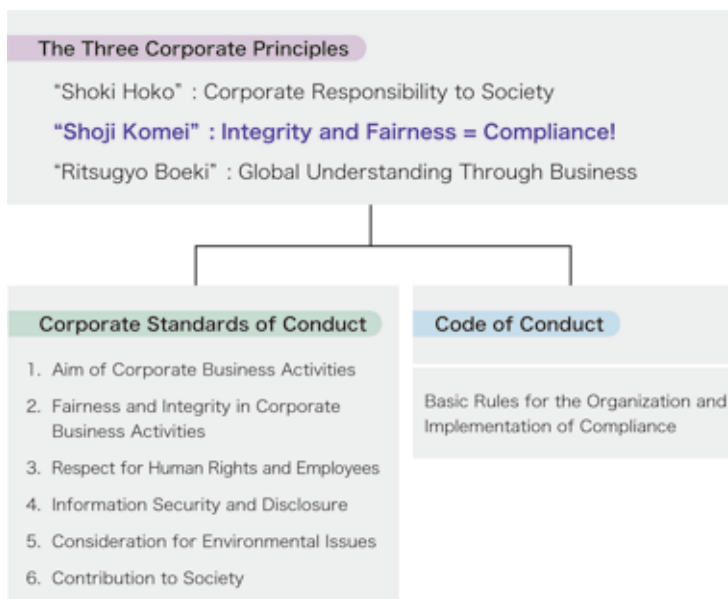 The Three Corporate Principles
“Shoki Hoko” : Corporate Responsibility to Society
“Shoji Komei” : Integrity and Fairness = Compliance!
“Ritsugyo Boeki” : Global Understanding Through Business
Corporate Standards of Conduct
1. Aim of Corporate Business Activities
2. Fairness and Integrity in Corporate
Business Activities
3. Respect for Human Rights and Employees
4. Information Security and Disclosure
5. Consideration for Environmental Issues
6. Contribution to Society
Code of Conduct
Basic Rules for the Organization and
Implementation of Compliance